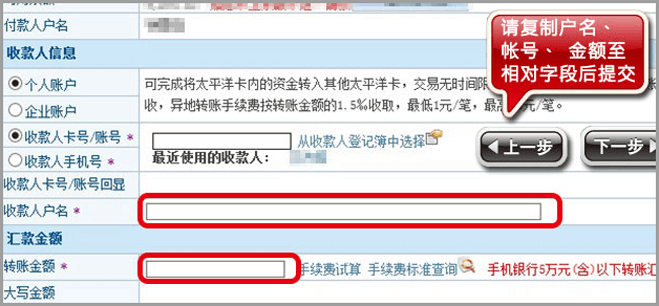 付款人户名
收款人信息
请复制户名、
帐号、 金额至
相对字段后提交
个人账户
企业账户
可完成将太平洋卡内的资金转入其他太平洋卡，交易无时间限
收，异地转账手续费按转账金额的1.5‰收取，最低1元/笔，最高 元/笔。
收款人卡号/账号 *
收款人手机号 *
从收款人登记簿中选择
最近使用的收款人：
上一步
下一步
收款人卡号/账号回显
收款人户名 *
汇款金额
转账金额 *
手续费试算 手续费标准查询
手机银行5万元(含)以下转账汇
大写金额